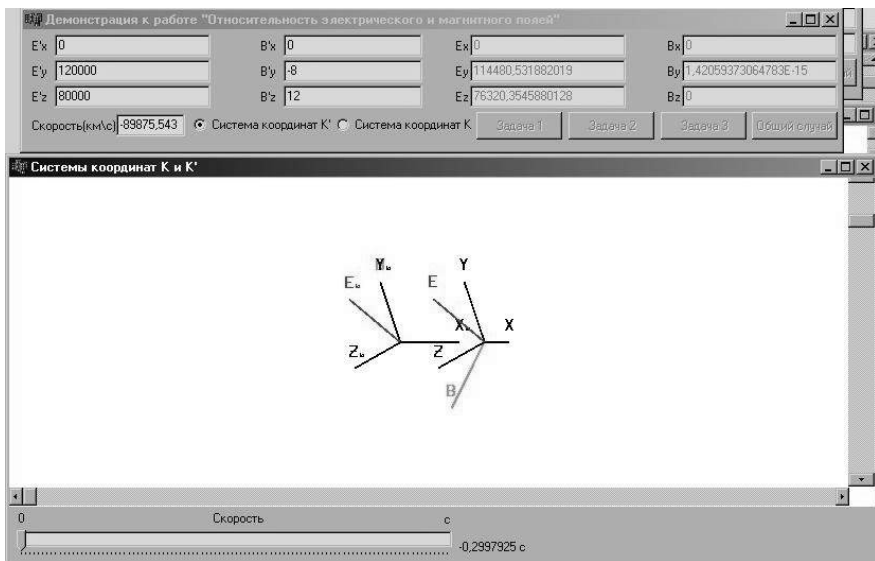 Демонстрация к работе "Относительность электрического и магнитного полей"
E'x 0 B'x 0 Ex 0 Bx 0
E'y 120000 B'y -8 Ey 114480,531882019 By 1,42059373064783E-15
E'z 80000 B'z 12 Ez 76320,3545880128 Bz 0
Скорость(км\с) -89875,543 Система координат K' Система координат K Задача 1 Задача 2 Задача 3 Общий случай
Системы координат K и K'
Y Y
E E
X X
Z Z
B
0 Скорость c
-0,2997925 c